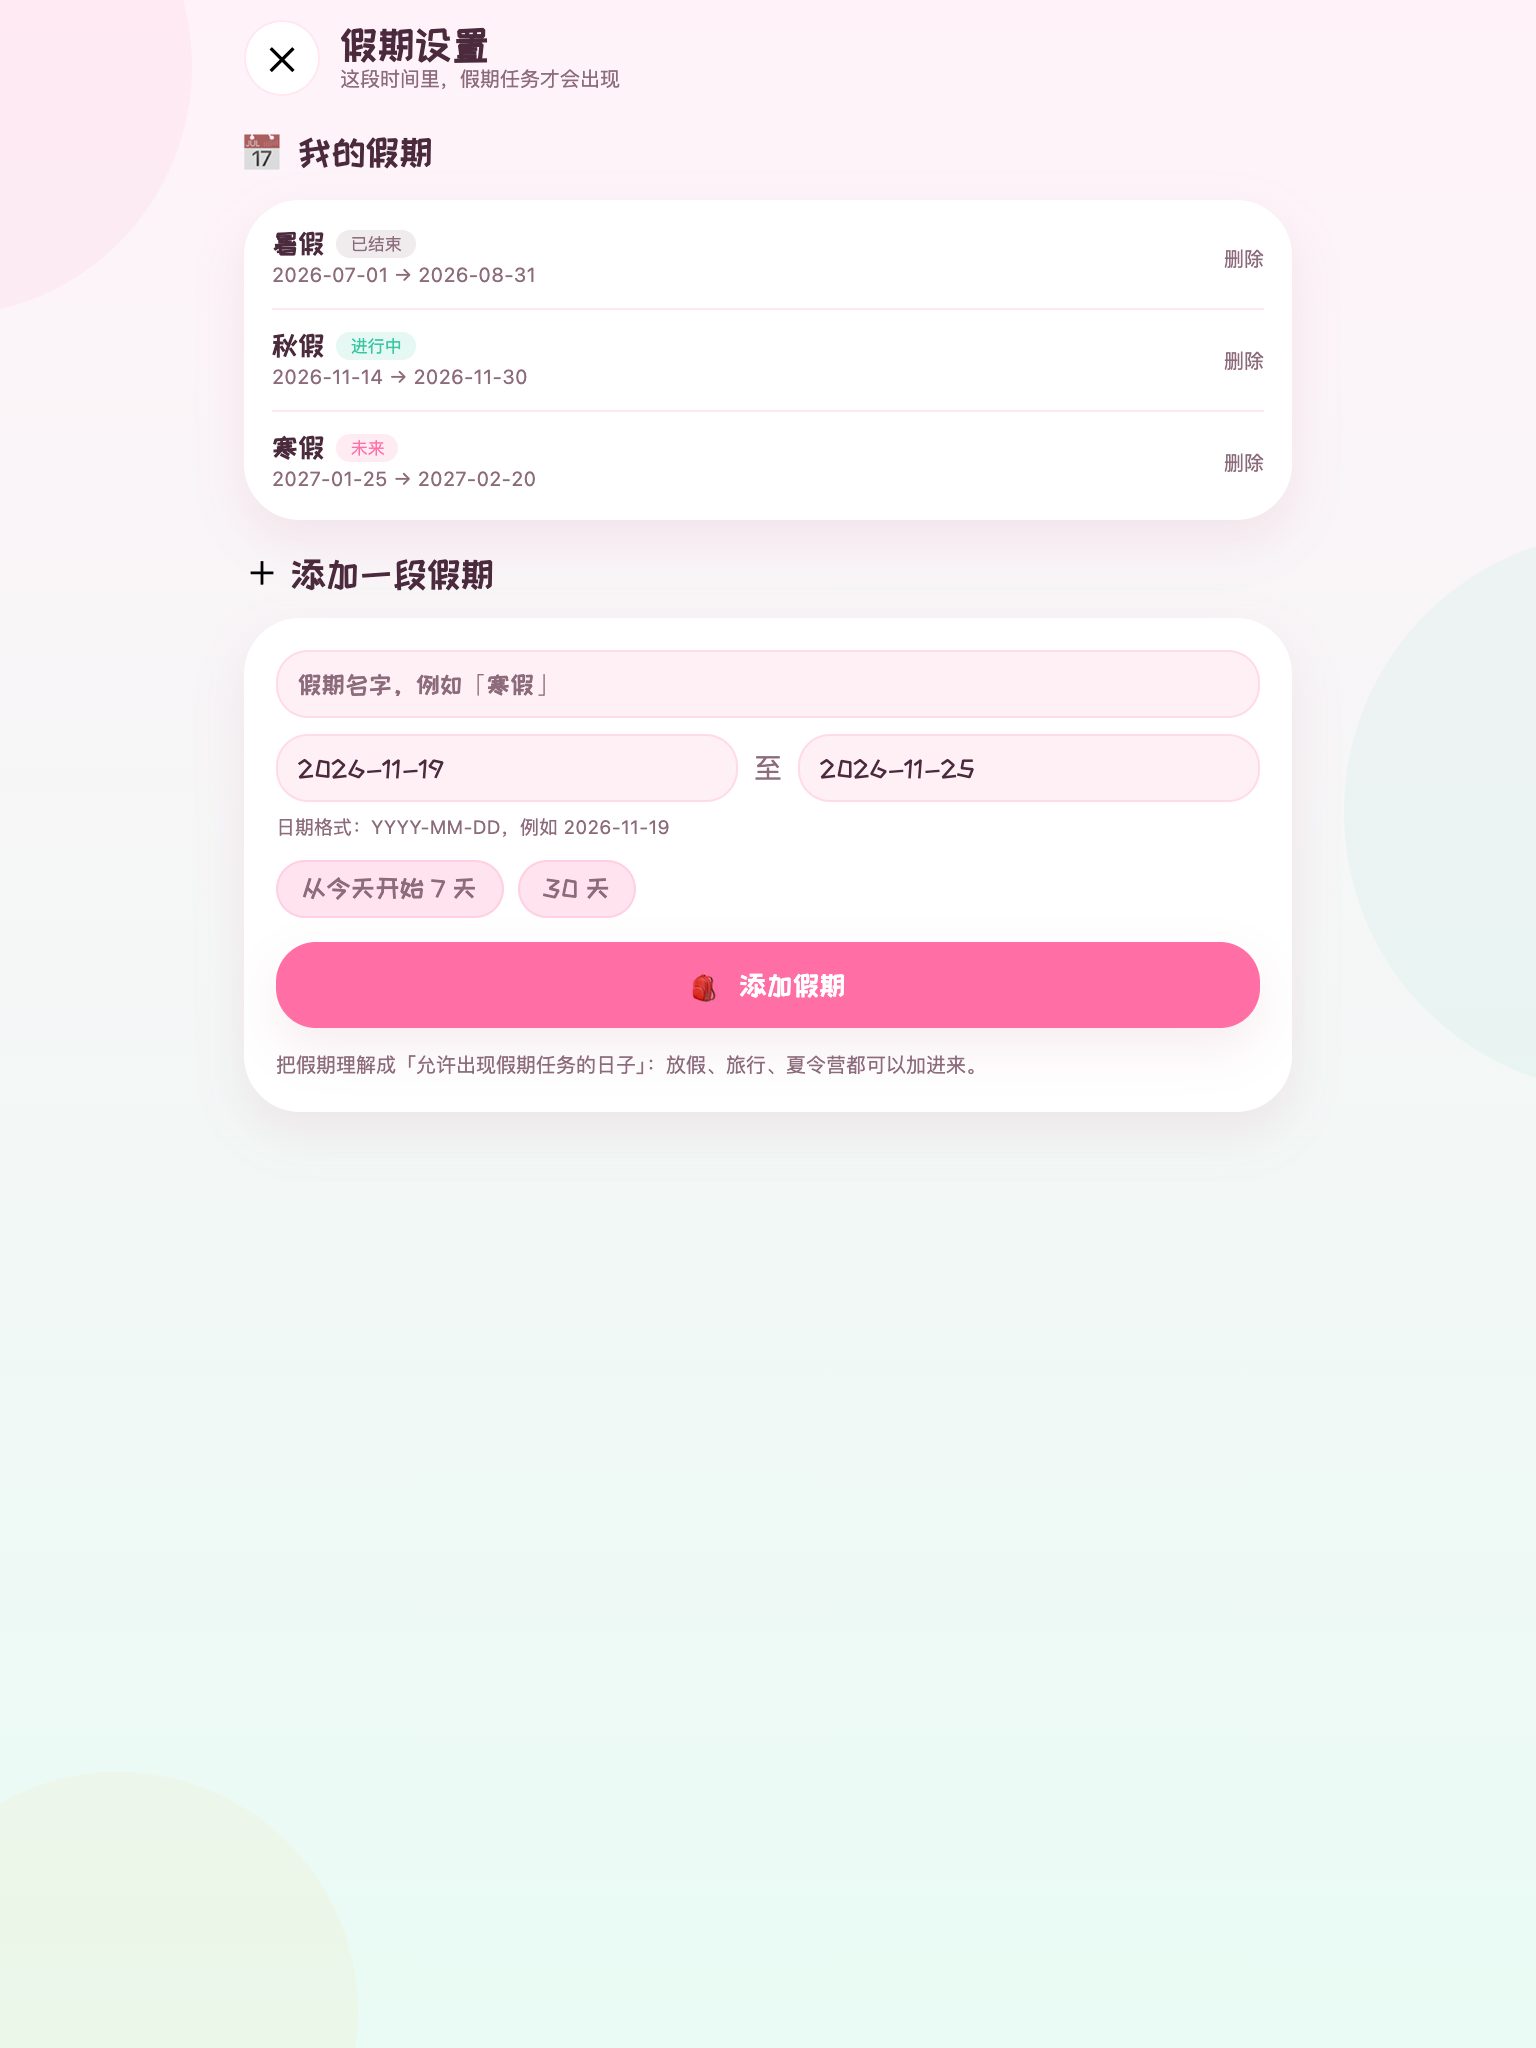 假期设置
这段时间里，假期任务才会出现
JUL
17
我的假期
暑假 已结束
2026-07-01 → 2026-08-31
删除
秋假 进行中
2026-11-14 → 2026-11-30
删除
寒假 未来
2027-01-25 → 2027-02-20
删除
+ 添加一段假期
假期名字，例如「寒假」
2026-11-19 至 2026-11-25
日期格式：YYYY-MM-DD，例如 2026-11-19
从今天开始 7 天 30 天
添加假期
把假期理解成「允许出现假期任务的日子」：放假、旅行、夏令营都可以加进来。